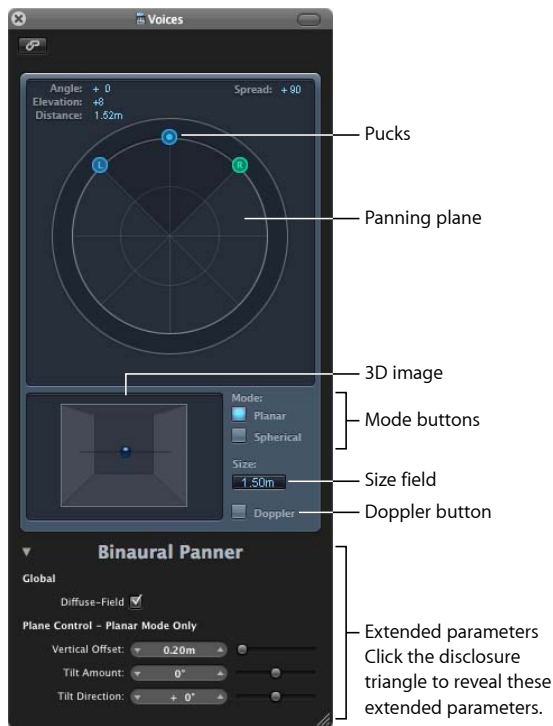 Voices
Angle: + 0
Elevation: +8
Distance: 1.52m
Spread: + 90
L
R
Pucks
Panning plane
3D image
Mode:
Planar
Spherical
Mode buttons
Size:
1.50m
Size field
Doppler
Doppler button
Binaural Panner
Global
Diffuse-Field
Plane Control - Planar Mode Only
Vertical Offset: 0.20m
Tilt Amount: 0°
Tilt Direction: + 0°
Extended parameters
Click the disclosure
triangle to reveal these
extended parameters.